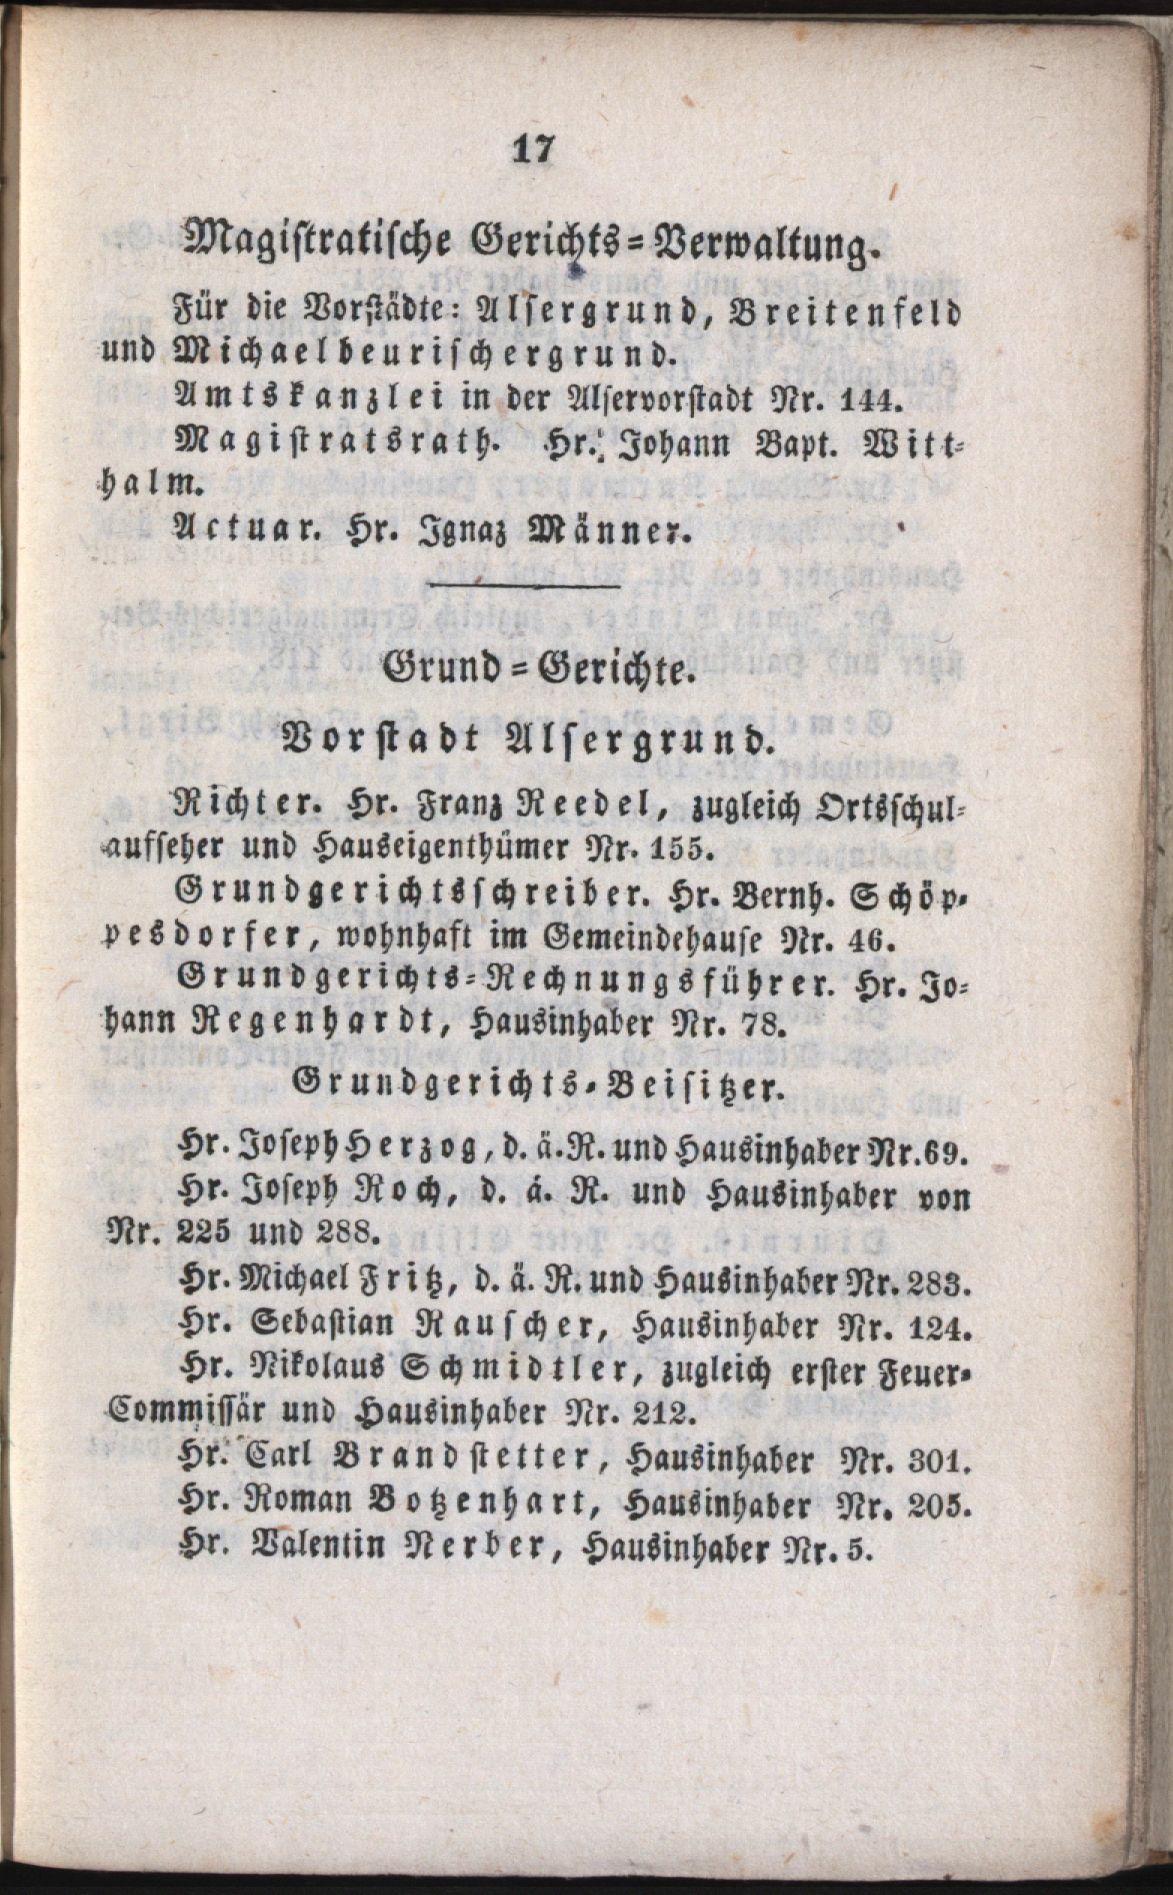 17
Magistratische Gerichts-Verwaltung.
Für die Vorstädte: Alsergrund, Breitenfeld
und Michaelbeurischergrund.
Amtskanzlei in der Alservorstadt Nr. 144.
Magistratsrath. Hr. Johann Bapt. Witt-
halm.
Actuar. Hr. Ignaz Männer.
Grund-Gerichte.
Vorstadt Alsergrund.
Richter. Hr. Franz Reedel, zugleich Ortsschul-
aufseher und Hauseigenthümer Nr. 155.
Grundgerichtsschreiber. Hr. Bernh. Schöp-
pesdorfer, wohnhaft im Gemeindehause Nr. 46.
Grundgerichts-Rechnungsführer. Hr. Jo-
hann Regenhardt, Hausinhaber Nr. 78.
Grundgerichts-Beisitzer.
Hr. Joseph Herzog, d. ä. R. und Hausinhaber Nr. 69.
Hr. Joseph Roch, d. ä. R. und Hausinhaber von
Nr. 225 und 288.
Hr. Michael Fritz, d. ä. R. und Hausinhaber Nr. 283.
Hr. Sebastian Rauscher, Hausinhaber Nr. 124.
Hr. Nikolaus Schmidtler, zugleich erster Feuer-
Commissär und Hausinhaber Nr. 212.
Hr. Carl Brandstetter, Hausinhaber Nr. 301.
Hr. Roman Botzenhart, Hausinhaber Nr. 205.
Hr. Valentin Nerber, Hausinhaber Nr. 5.